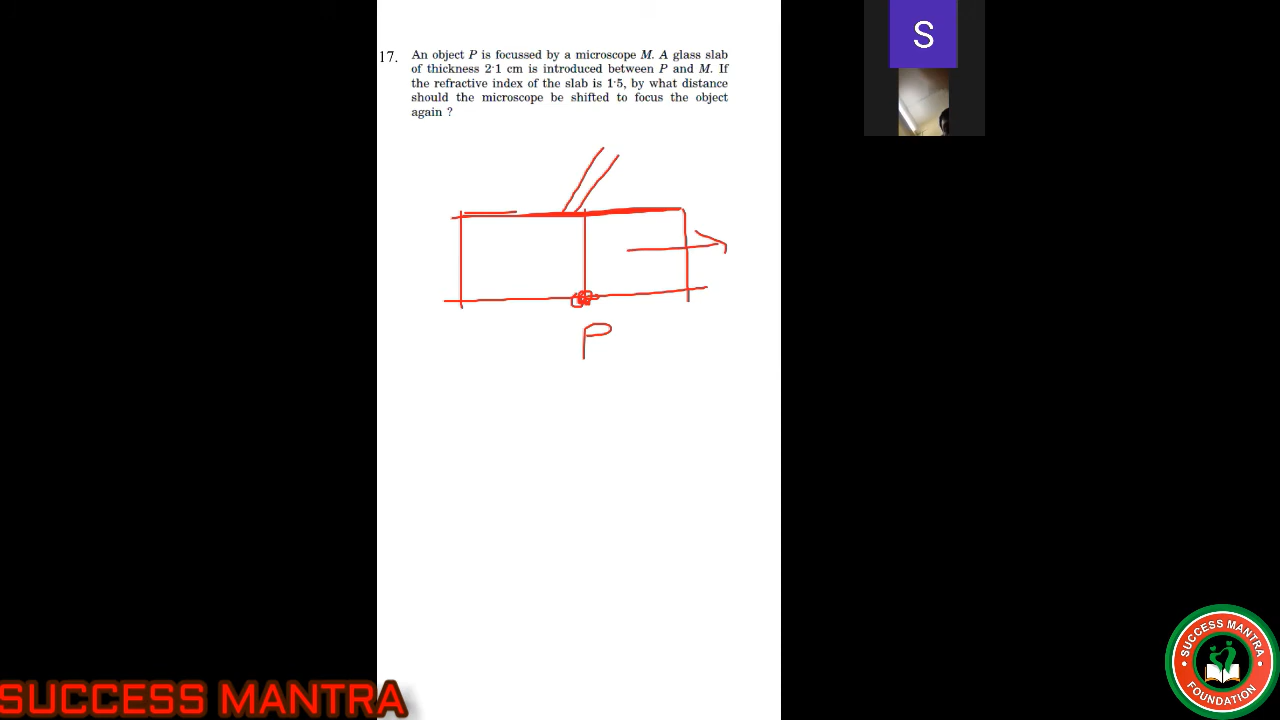 S
17. An object P is focussed by a microscope M. A glass slab
of thickness 2·1 cm is introduced between P and M. If
the refractive index of the slab is 1·5, by what distance
should the microscope be shifted to focus the object
again ?
P
SUCCESS MANTRA
FOUNDATION
SUCCESS MANTRA